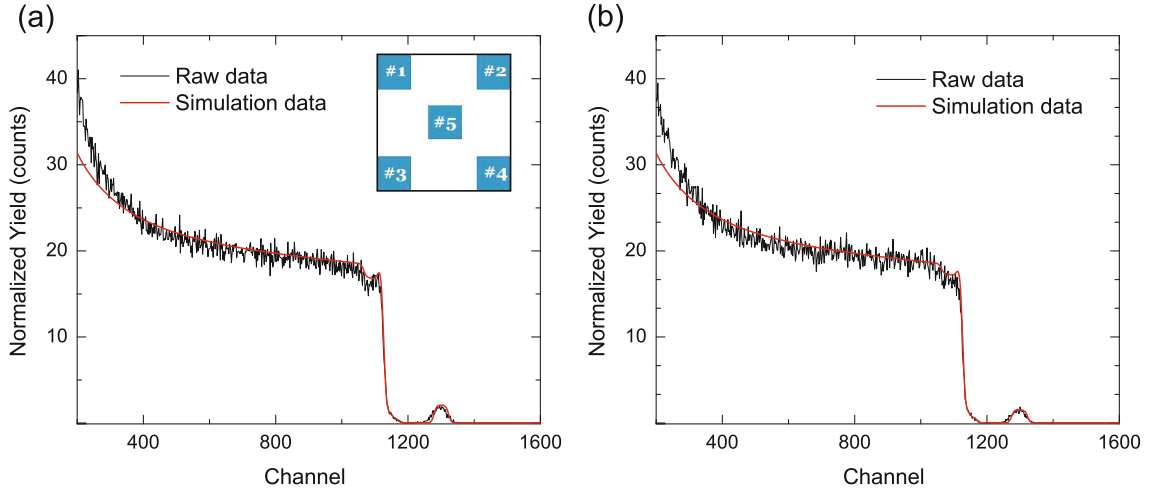 (a)
Normalized Yield (counts)
40
30
20
10
Raw data
Simulation data
#1
#2
#5
#3
#4
400
800
1200
1600
Channel
(b)
Normalized Yield (counts)
40
30
20
10
Raw data
Simulation data
400
800
1200
1600
Channel